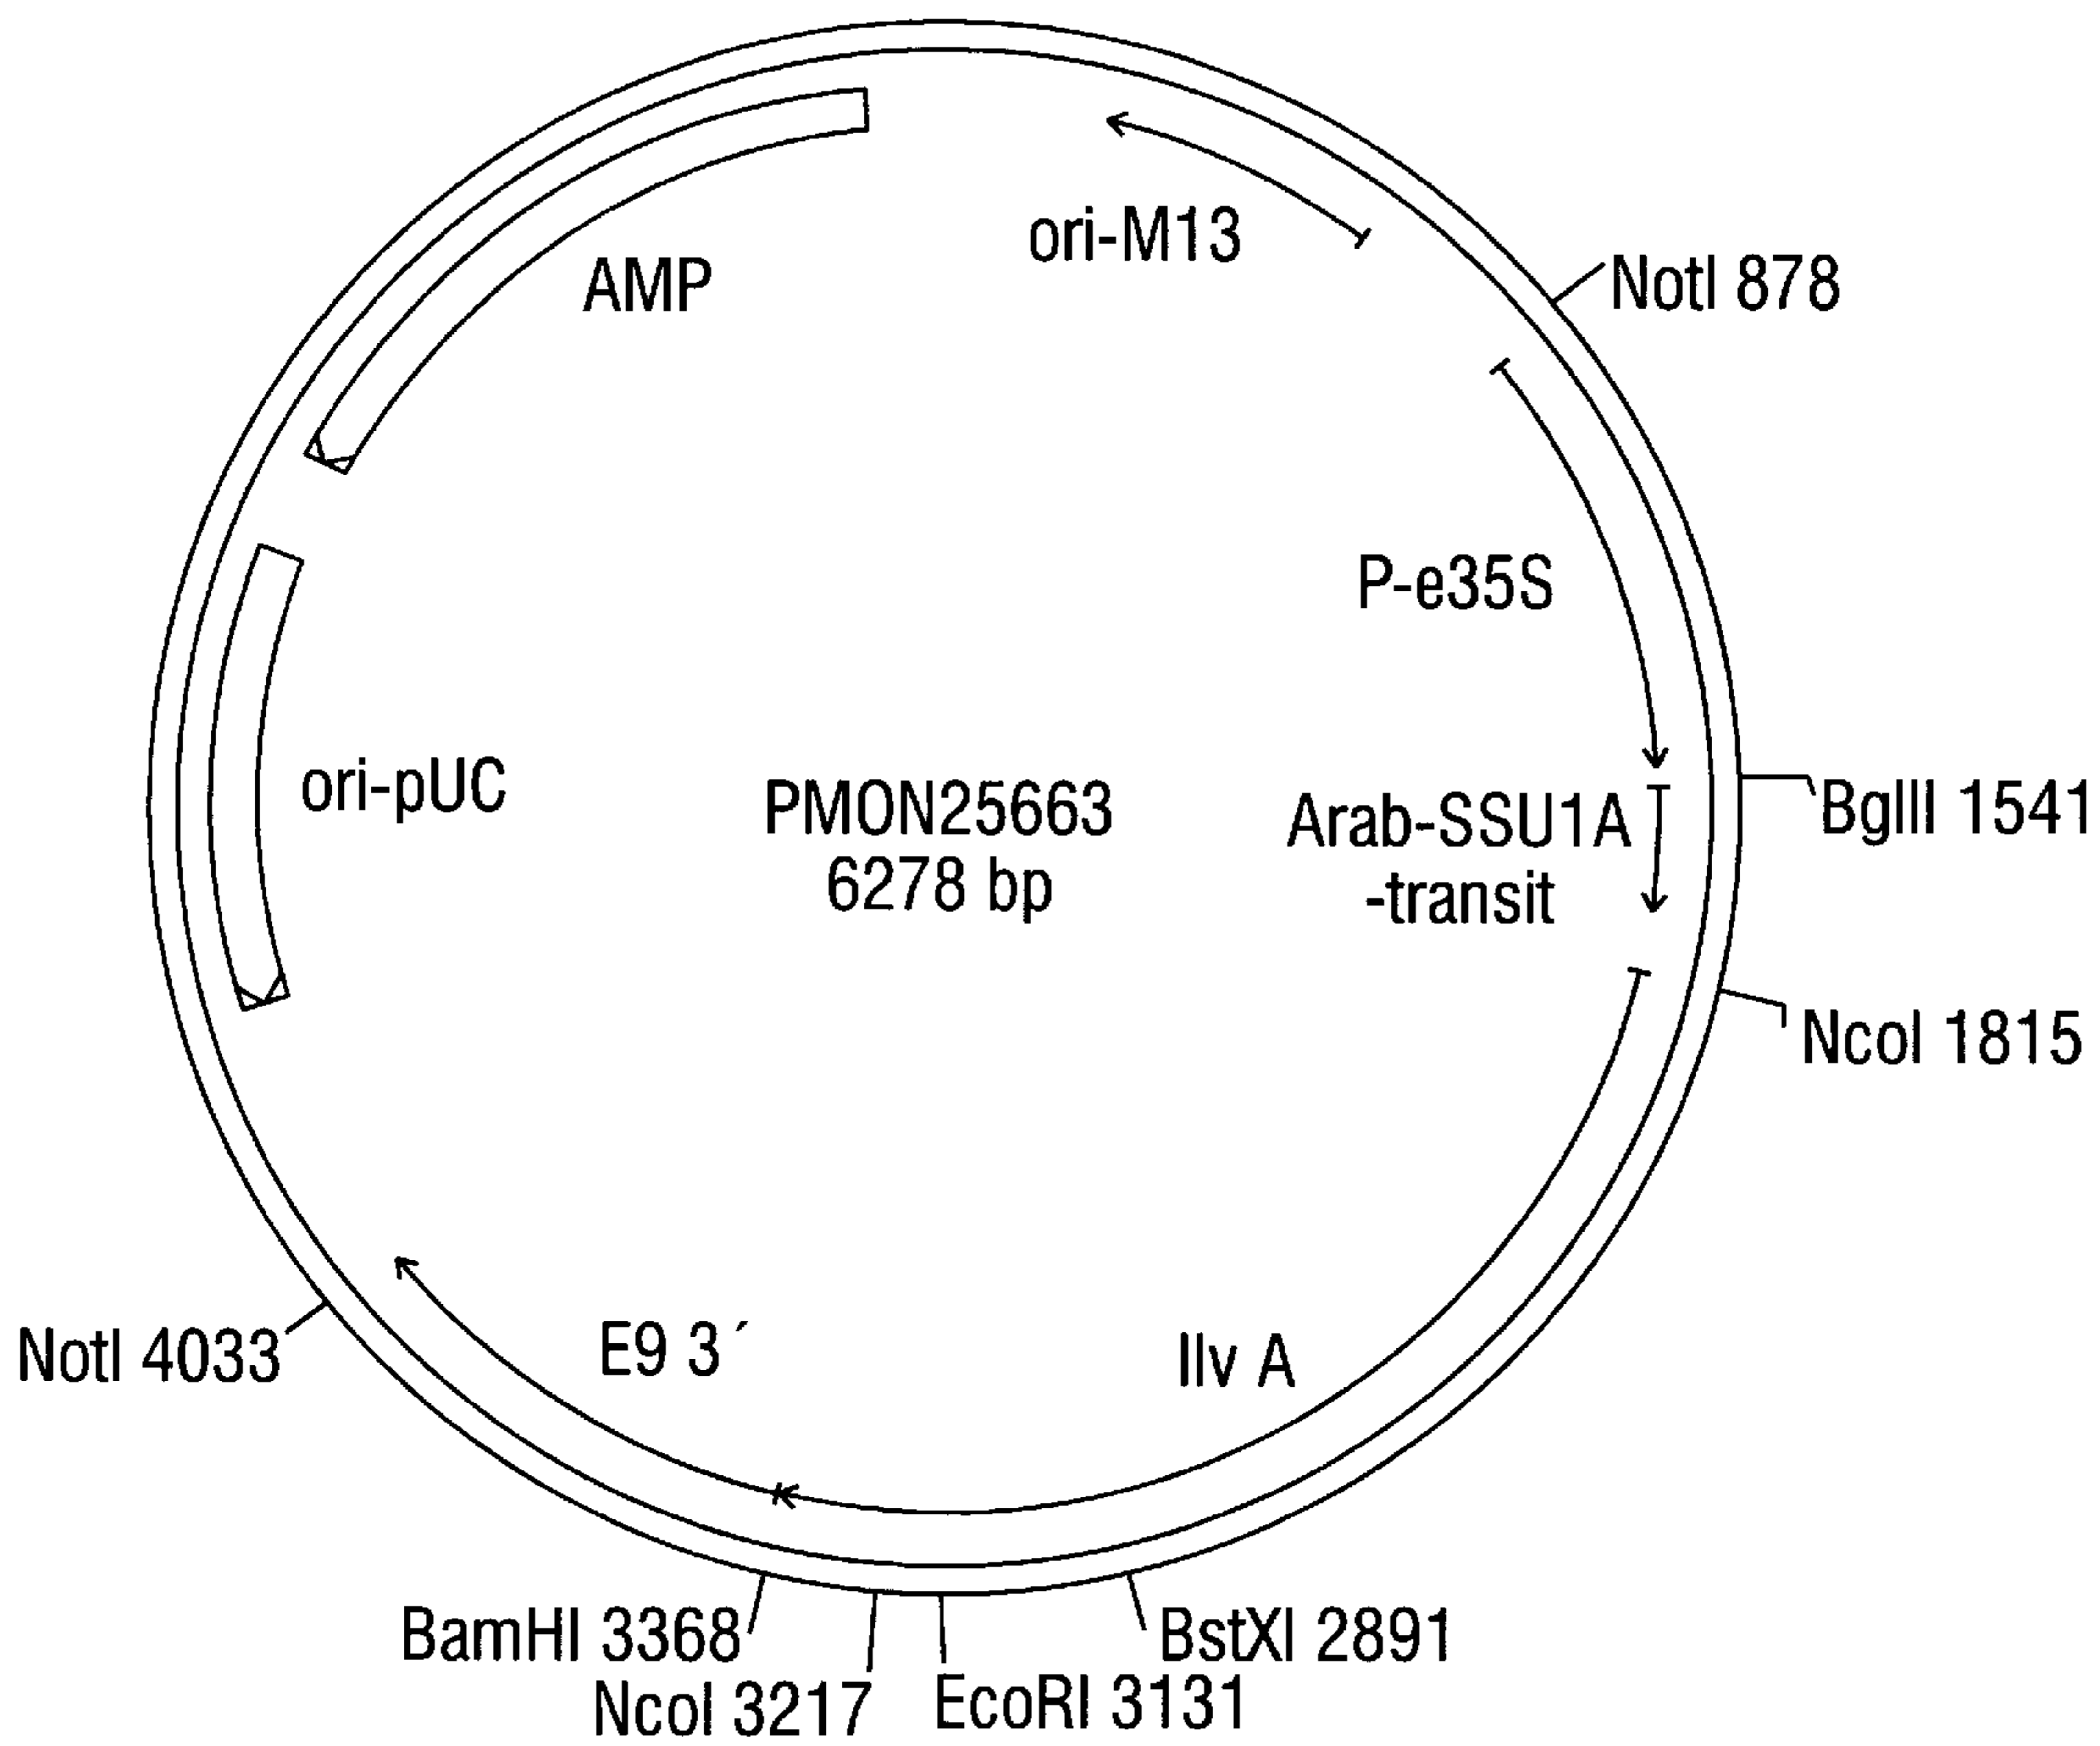 ori-M13
AMP
NotI 878
P-e35S
ori-pUC
PMON25663
6278 bp
Arab-SSU1A
-transit
BglII 1541
NcoI 1815
NotI 4033
E9 3´
Ilv A
BamHI 3368
BstXI 2891
NcoI 3217
EcoRI 3131